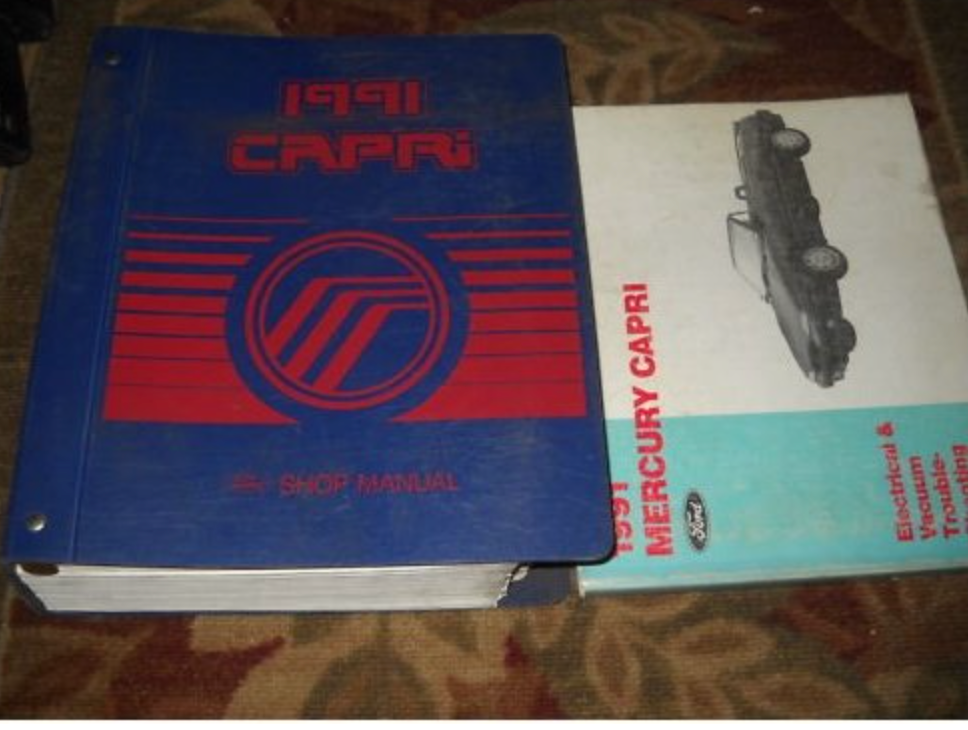 1991
CAPRI
SHOP MANUAL
1991
MERCURY CAPRI
Ford
Electrical &
Vacuum
Trouble-